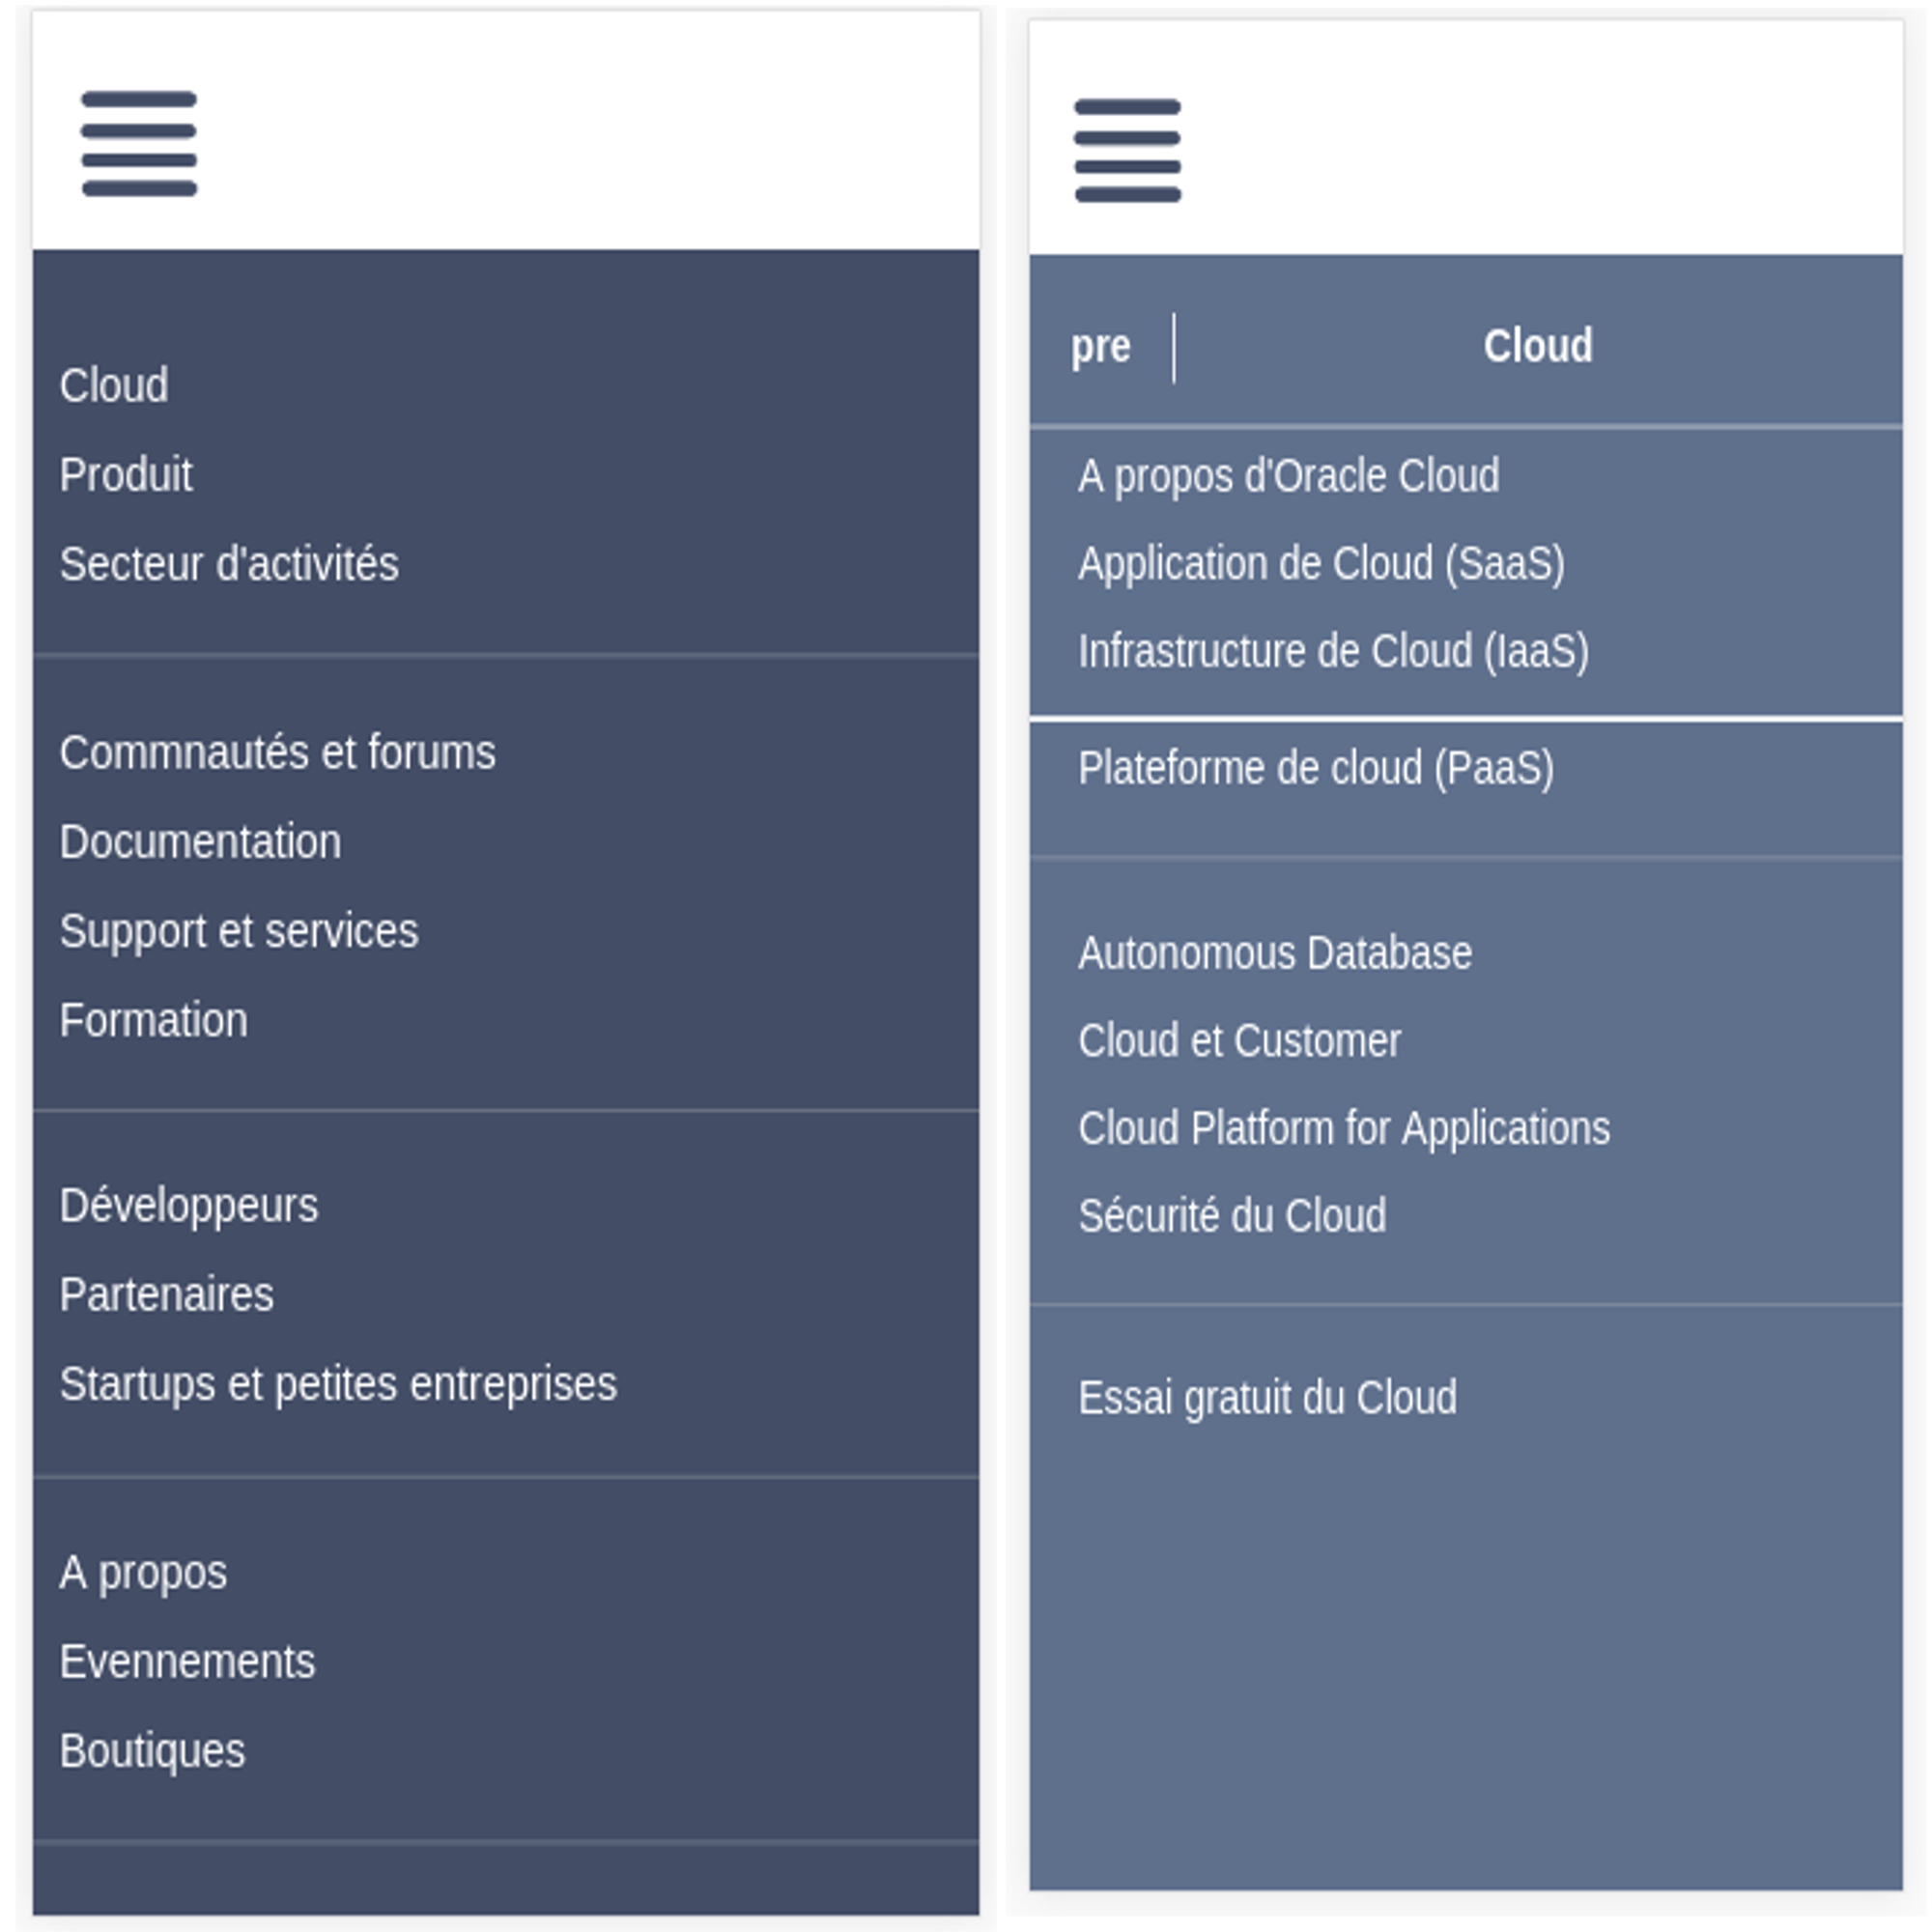 Cloud
Produit
Secteur d'activités
Commnautés et forums
Documentation
Support et services
Formation
Développeurs
Partenaires
Startups et petites entreprises
A propos
Evennements
Boutiques
pre
Cloud
A propos d'Oracle Cloud
Application de Cloud (SaaS)
Infrastructure de Cloud (IaaS)
Plateforme de cloud (PaaS)
Autonomous Database
Cloud et Customer
Cloud Platform for Applications
Sécurité du Cloud
Essai gratuit du Cloud